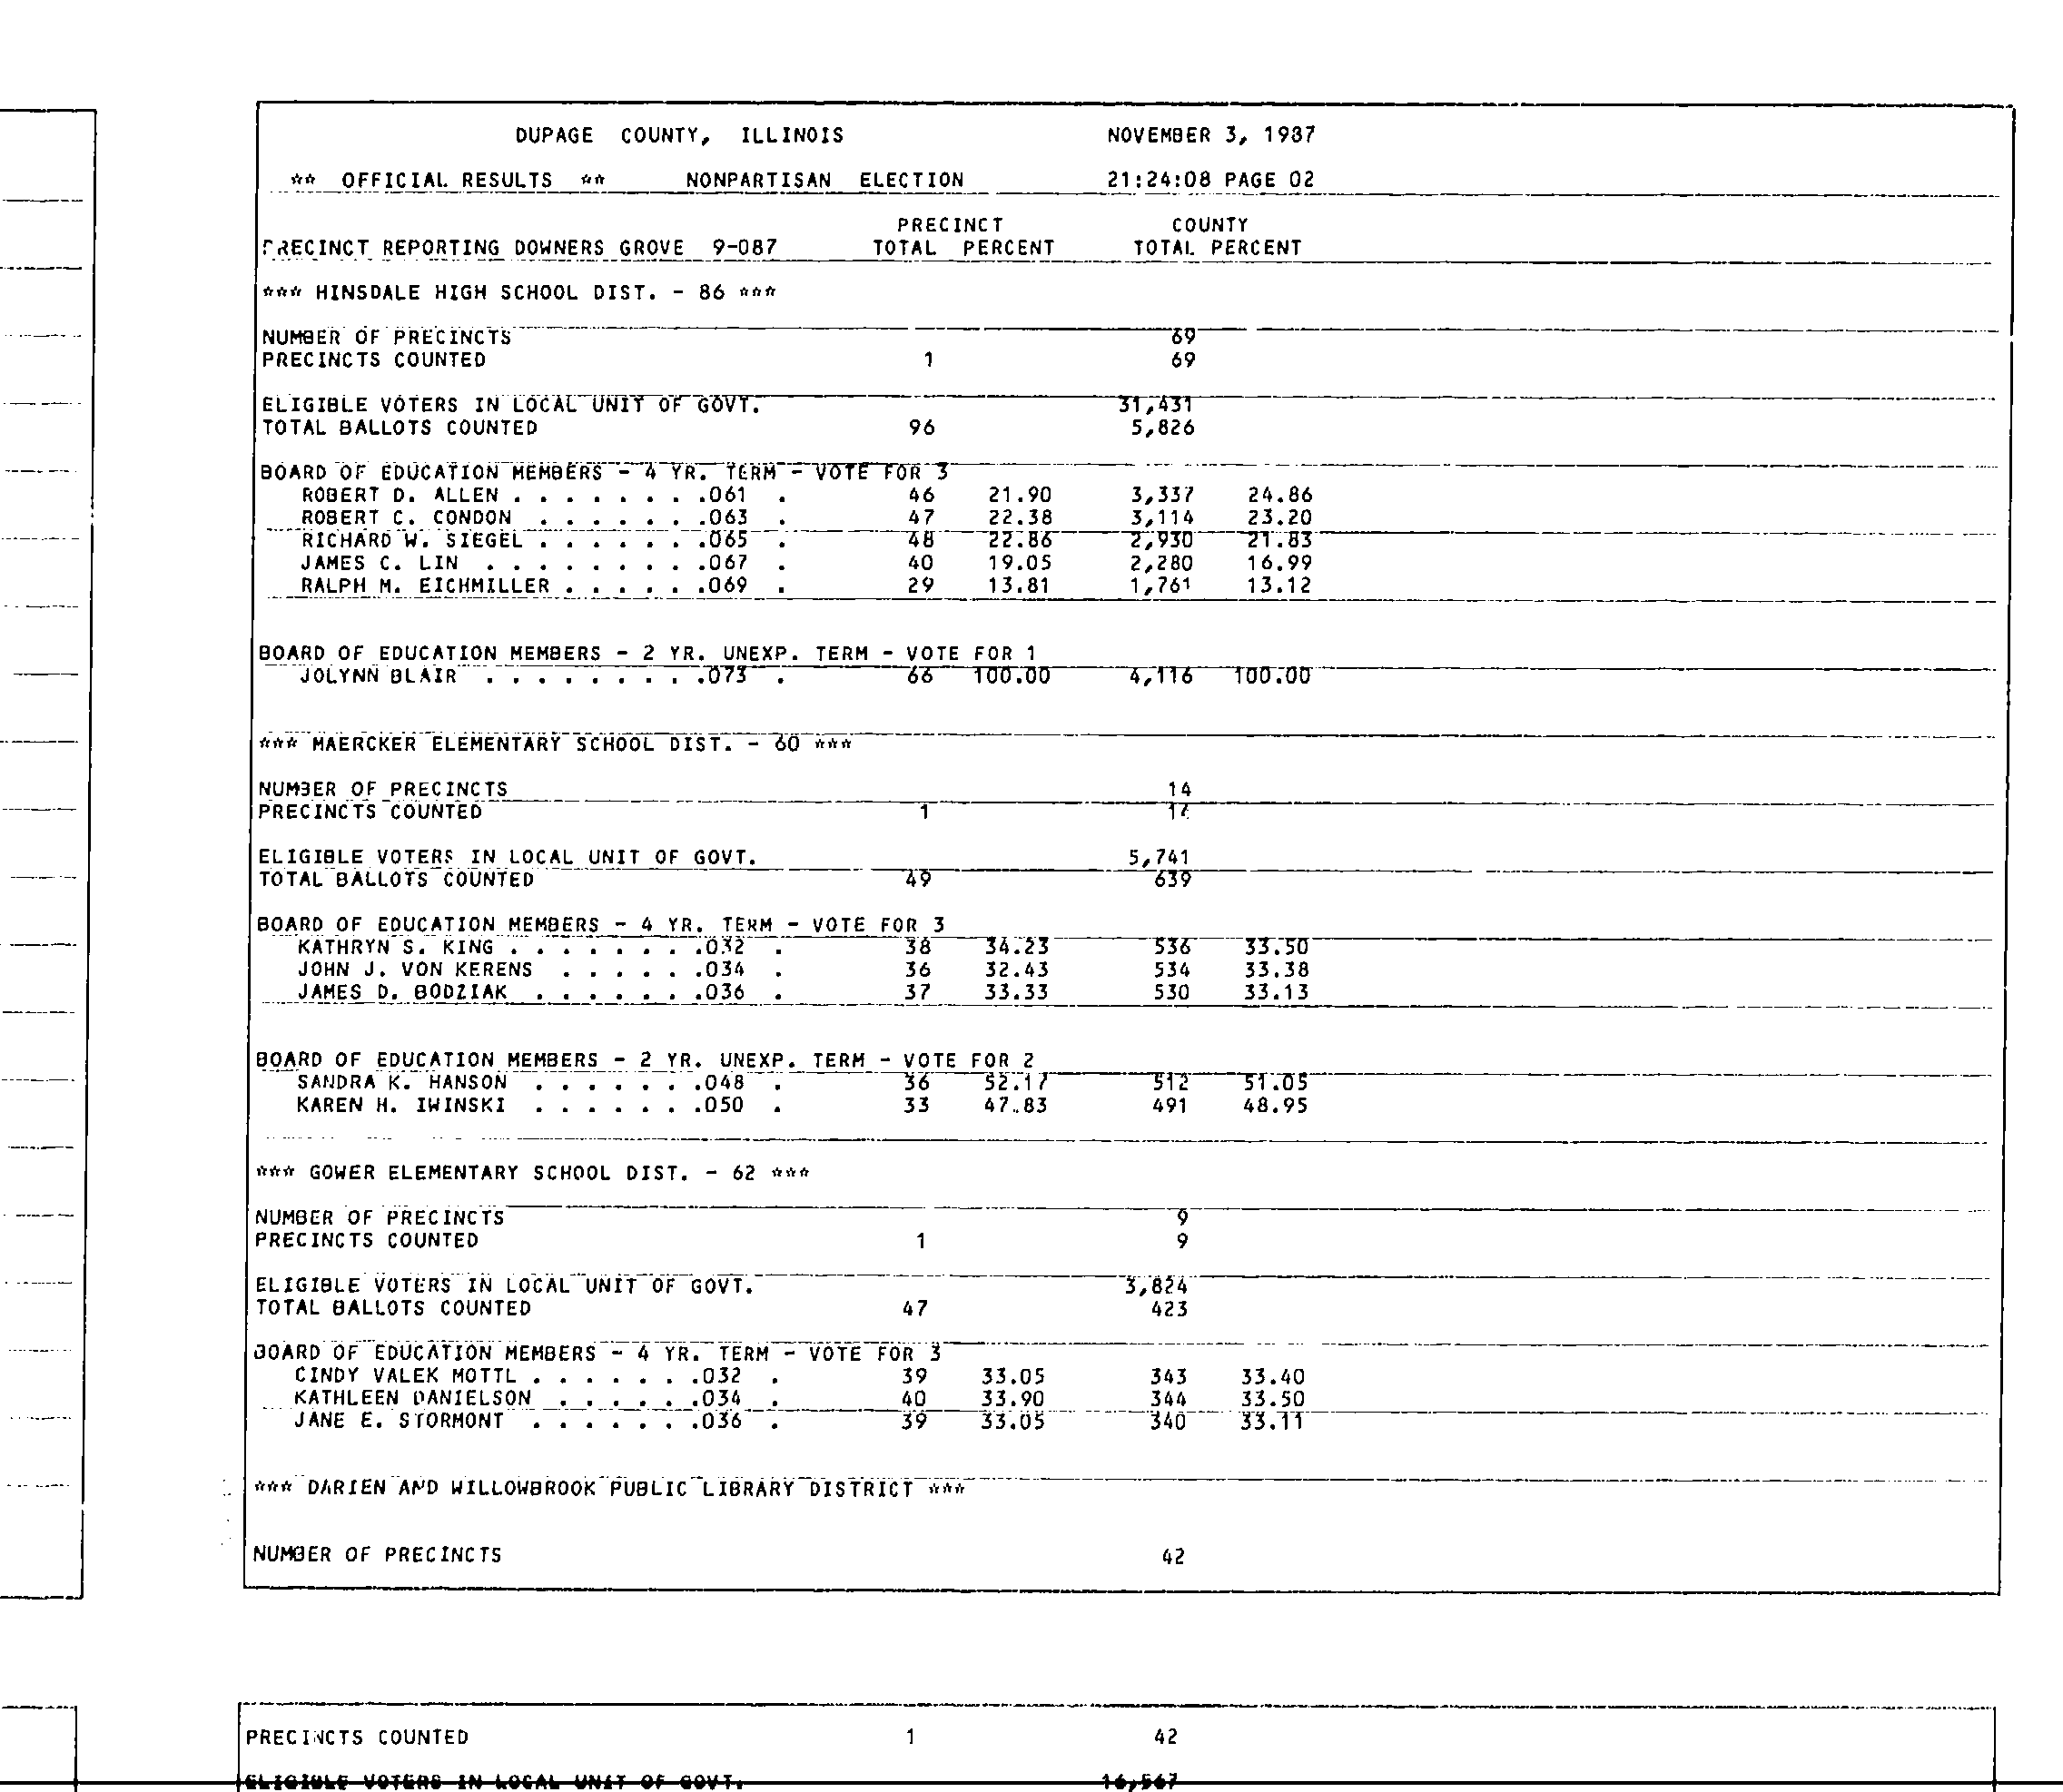 DUPAGE COUNTY, ILLINOIS NOVEMBER 3, 1987
** OFFICIAL RESULTS ** NONPARTISAN ELECTION 21:24:08 PAGE 02
PRECINCT COUNTY
PRECINCT REPORTING DOWNERS GROVE 9-087 TOTAL PERCENT TOTAL PERCENT
*** HINSDALE HIGH SCHOOL DIST. - 86 ***
NUMBER OF PRECINCTS 69
PRECINCTS COUNTED 1 69
ELIGIBLE VOTERS IN LOCAL UNIT OF GOVT. 31,431
TOTAL BALLOTS COUNTED 96 5,826
BOARD OF EDUCATION MEMBERS - 4 YR. TERM - VOTE FOR 3
ROBERT D. ALLEN . . . . . . . .061 . 46 21.90 3,337 24.86
ROBERT C. CONDON . . . . . . .063 . 47 22.38 3,114 23.20
RICHARD W. SIEGEL . . . . . . .065 . 48 22.86 2,930 21.83
JAMES C. LIN . . . . . . . . .067 . 40 19.05 2,280 16.99
RALPH M. EICHMILLER . . . . . .069 . 29 13.81 1,761 13.12
BOARD OF EDUCATION MEMBERS - 2 YR. UNEXP. TERM - VOTE FOR 1
JOLYNN BLAIR . . . . . . . . .073 . 66 100.00 4,116 100.00
*** MAERCKER ELEMENTARY SCHOOL DIST. - 60 ***
NUMBER OF PRECINCTS 14
PRECINCTS COUNTED 1 14
ELIGIBLE VOTERS IN LOCAL UNIT OF GOVT. 5,741
TOTAL BALLOTS COUNTED 49 639
BOARD OF EDUCATION MEMBERS - 4 YR. TERM - VOTE FOR 3
KATHRYN S. KING . . . . . . . .032 . 38 34.23 536 33.50
JOHN J. VON KERENS . . . . . .034 . 36 32.43 534 33.38
JAMES D. BODZIAK . . . . . . .036 . 37 33.33 530 33.13
BOARD OF EDUCATION MEMBERS - 2 YR. UNEXP. TERM - VOTE FOR 2
SANDRA K. HANSON . . . . . . .048 . 36 52.17 512 51.05
KAREN H. IWINSKI . . . . . . .050 . 33 47.83 491 48.95
*** GOWER ELEMENTARY SCHOOL DIST. - 62 ***
NUMBER OF PRECINCTS 9
PRECINCTS COUNTED 1 9
ELIGIBLE VOTERS IN LOCAL UNIT OF GOVT. 3,824
TOTAL BALLOTS COUNTED 47 423
BOARD OF EDUCATION MEMBERS - 4 YR. TERM - VOTE FOR 3
CINDY VALEK MOTTL . . . . . . .032 . 39 33.05 343 33.40
KATHLEEN DANIELSON . . . . . .034 . 40 33.90 344 33.50
JANE E. STORMONT . . . . . . .036 . 39 33.05 340 33.11
*** DARIEN AND WILLOWBROOK PUBLIC LIBRARY DISTRICT ***
NUMBER OF PRECINCTS 42
PRECINCTS COUNTED 1 42
ELIGIBLE VOTERS IN LOCAL UNIT OF GOVT. 16,567